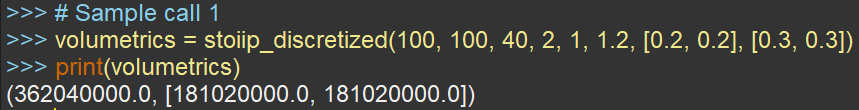 >>> # Sample call 1
>>> volumetrics = stoiip_discretized(100, 100, 40, 2, 1, 1.2, [0.2, 0.2], [0.3, 0.3])
>>> print(volumetrics)
(362040000.0, [181020000.0, 181020000.0])